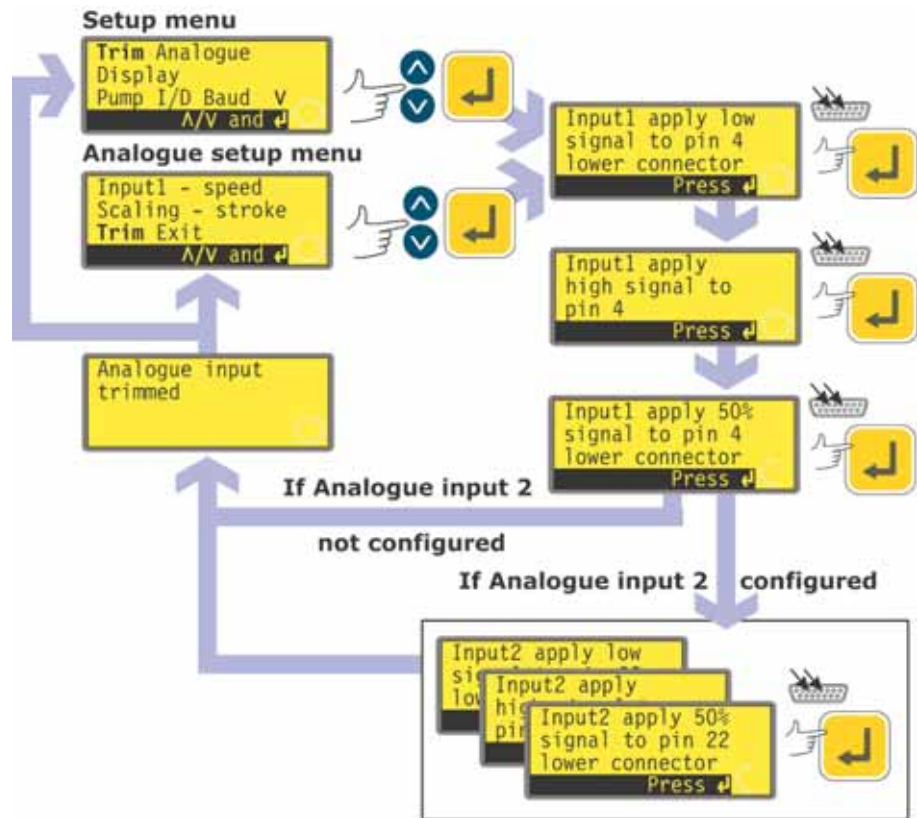 Setup menu
Trim Analogue
Display
Pump I/D Baud V
Λ/V and ↲
Analogue setup menu
Input1 - speed
Scaling - stroke
Trim Exit
Λ/V and ↲
Input1 apply low
signal to pin 4
lower connector
Press ↲
Input1 apply
high signal to
pin 4
Press ↲
Analogue input
trimmed
Input1 apply 50%
signal to pin 4
lower connector
Press ↲
If Analogue input 2
not configured
If Analogue input 2 configured
Input2 apply low
Input2 apply
Input2 apply 50%
signal to pin 22
lower connector
Press ↲